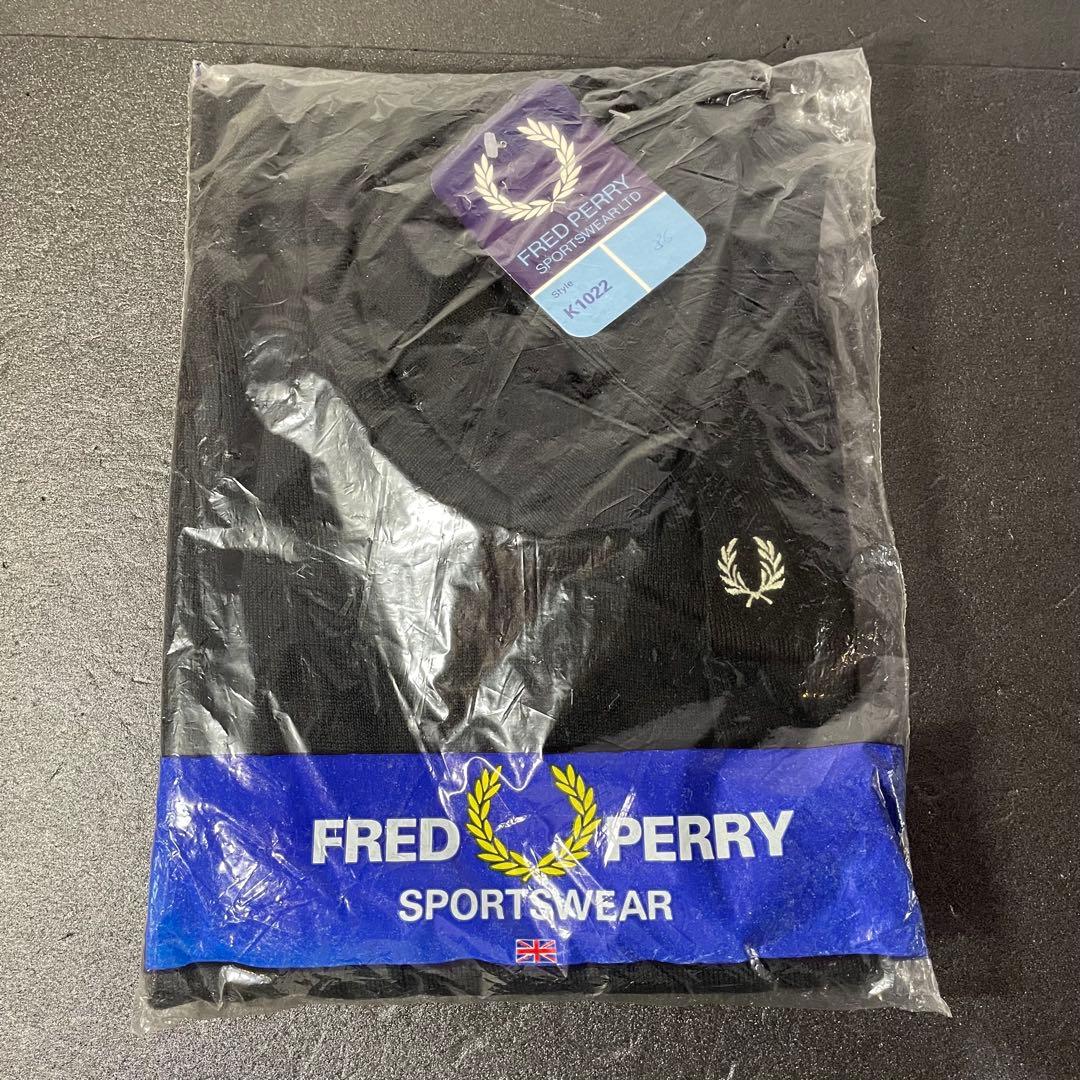 FRED PERRY
SPORTSWEAR LTD
Style
K1022
FRED PERRY
SPORTSWEAR